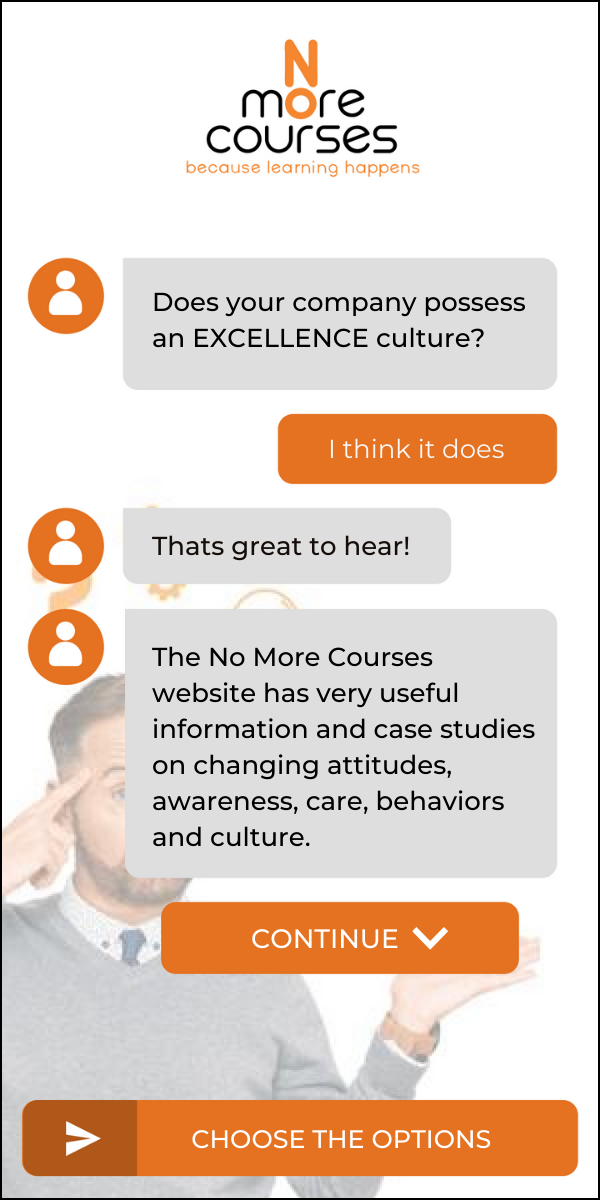 No
more
courses
because learning happens
Does your company possess
an EXCELLENCE culture?
I think it does
Thats great to hear!
The No More Courses
website has very useful
information and case studies
on changing attitudes,
awareness, care, behaviors
and culture.
CONTINUE
CHOOSE THE OPTIONS